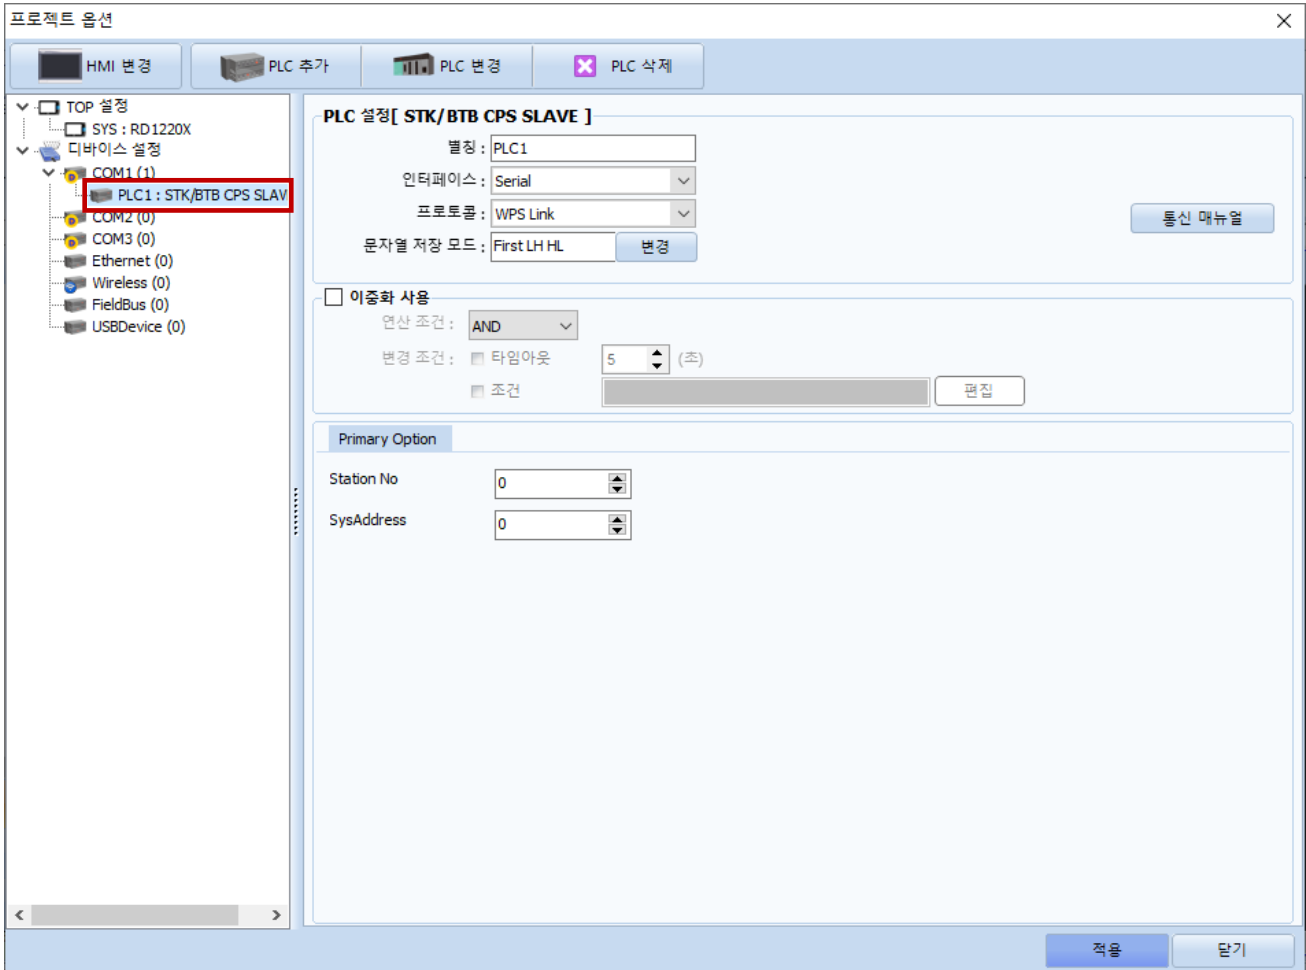 프로젝트 옵션
HMI 변경
PLC 추가
PLC 변경
PLC 삭제
TOP 설정
SYS : RD1220X
디바이스 설정
COM1 (1)
PLC1 : STK/BTB CPS SLAV
COM2 (0)
COM3 (0)
Ethernet (0)
Wireless (0)
FieldBus (0)
USBDevice (0)
PLC 설정[ STK/BTB CPS SLAVE ]
별칭 : PLC1
인터페이스 : Serial
프로토콜 : WPS Link
통신 매뉴얼
문자열 저장 모드 : First LH HL 변경
이중화 사용
연산 조건 : AND
변경 조건 : 타임아웃 5 (초)
조건 편집
Primary Option
Station No 0
SysAddress 0
적용 닫기